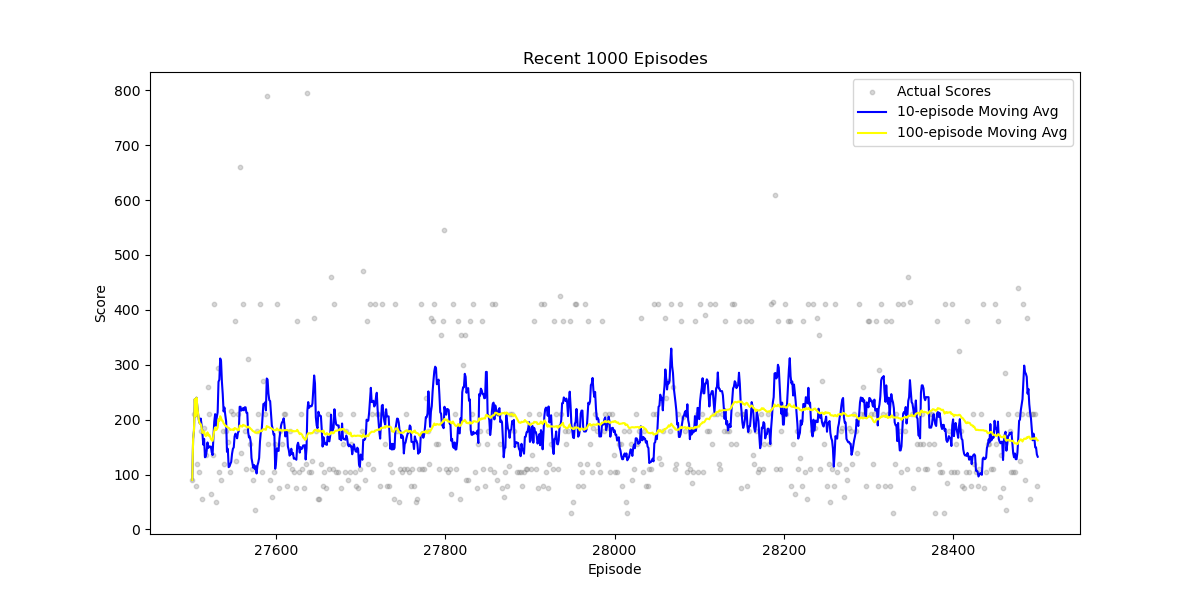 Recent 1000 Episodes
Actual Scores
10-episode Moving Avg
100-episode Moving Avg
800
700
600
500
400
300
200
100
0
Score
27600 27800 28000 28200 28400
Episode